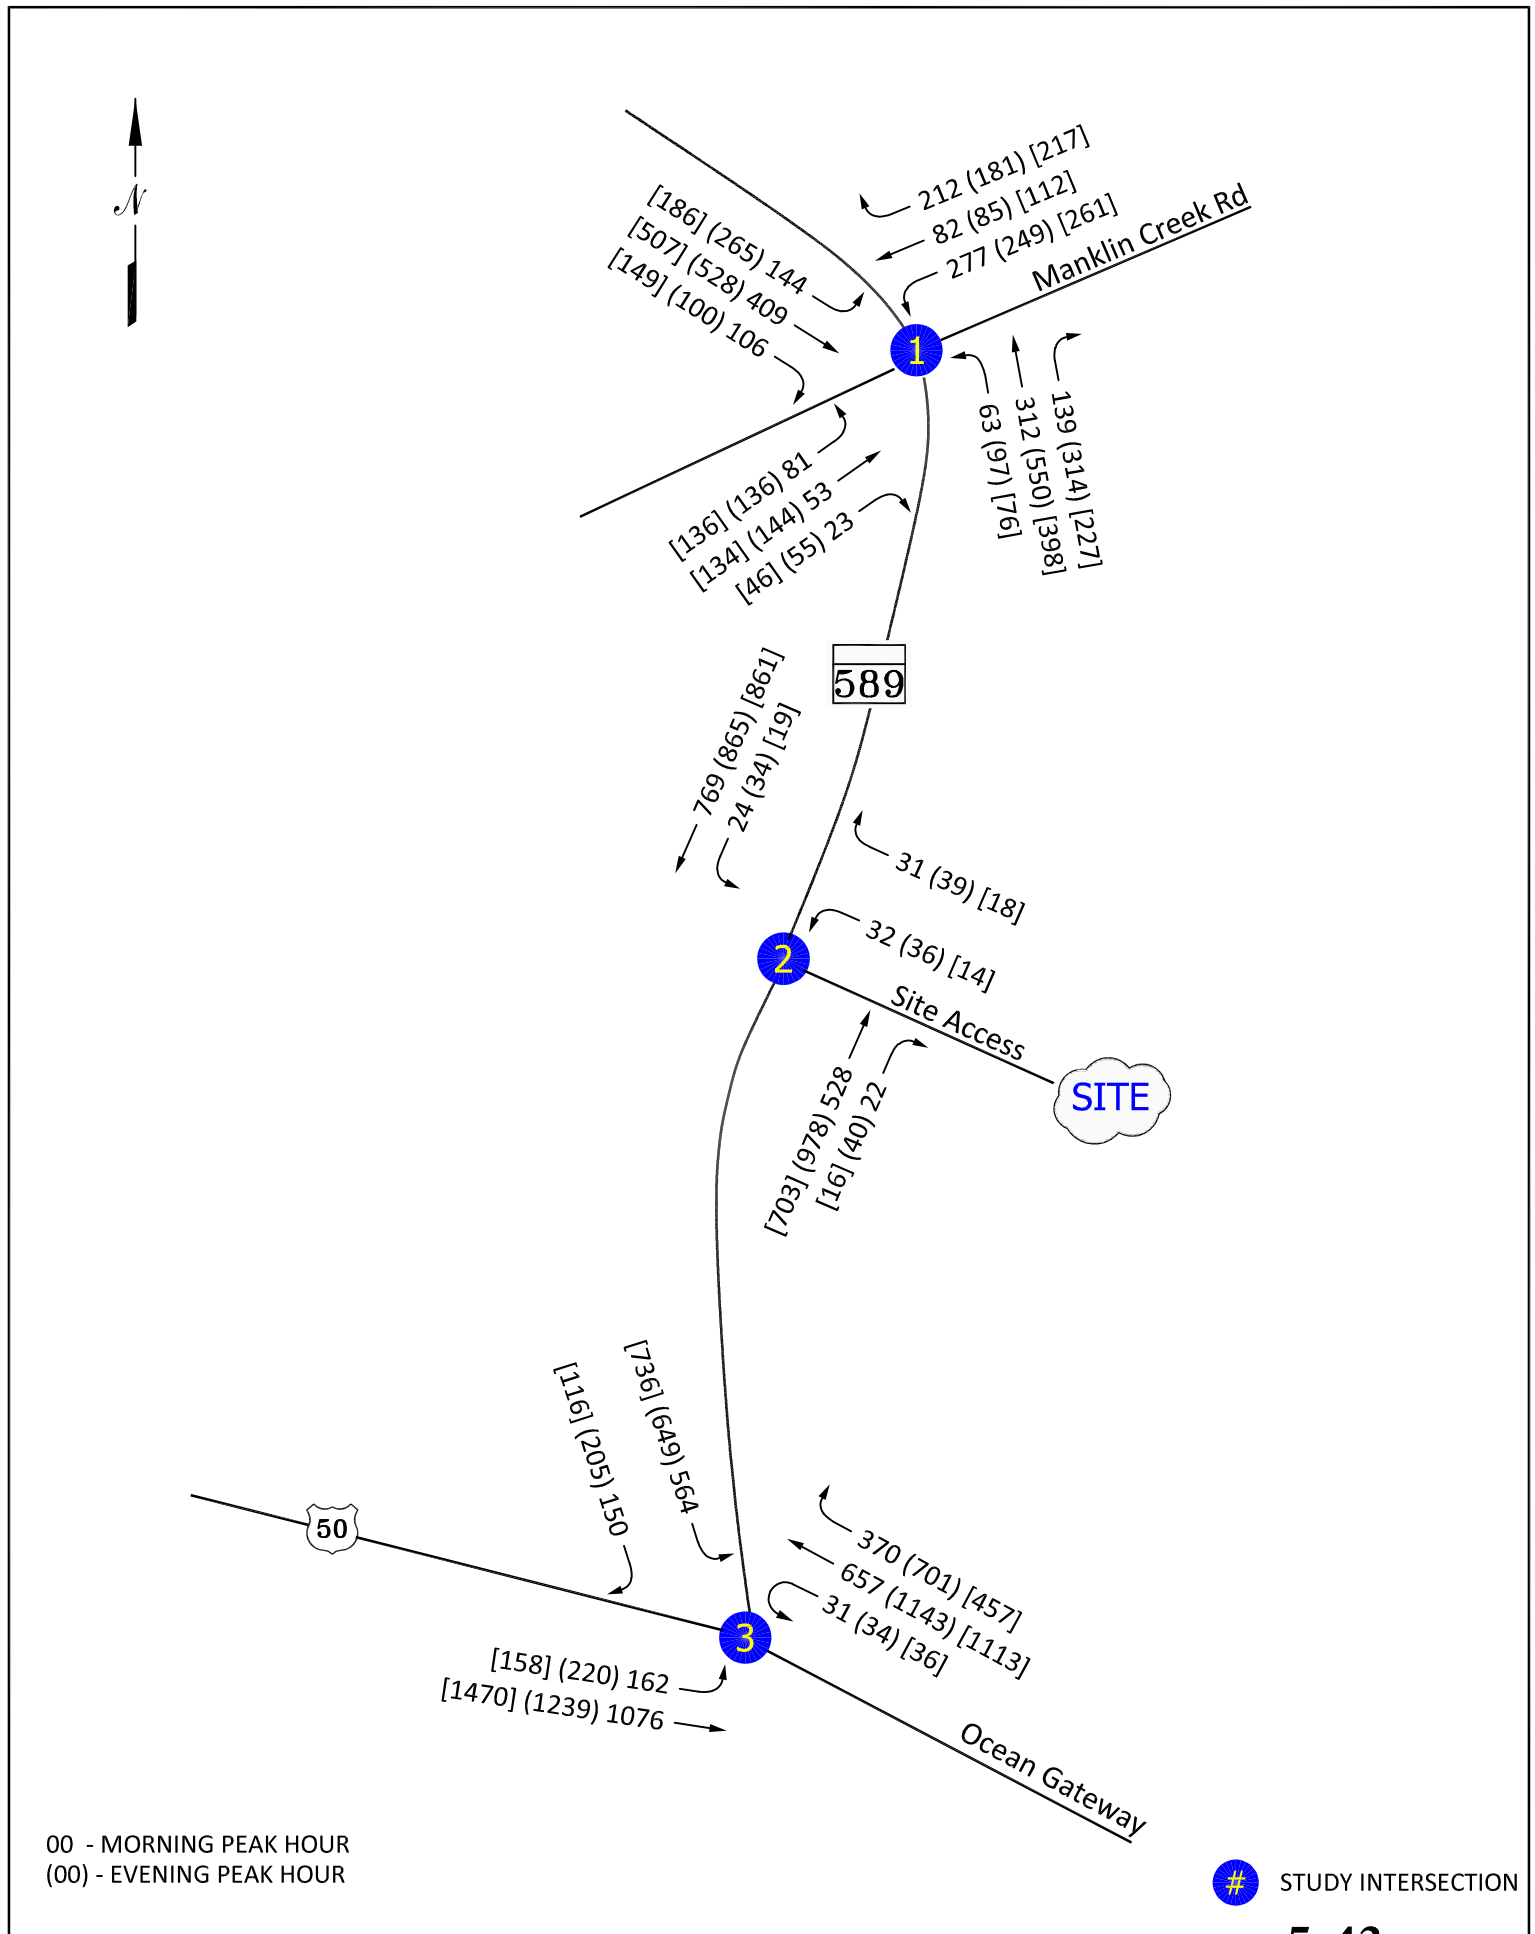 N
212 (181) [217]
82 (85) [112]
277 (249) [261]
Manklin Creek Rd
[186] (265) 144
[507] (528) 409
[149] (100) 106
1
63 (97) [76]
312 (550) [398]
139 (314) [227]
[136] (136) 81
[134] (144) 53
[46] (55) 23
589
769 (865) [861]
24 (34) [19]
31 (39) [18]
32 (36) [14]
2
Site Access
SITE
[703] (978) 528
[16] (40) 22
[116] (205) 150
[736] (649) 564
50
370 (701) [457]
657 (1143) [1113]
31 (34) [36]
3
[158] (220) 162
[1470] (1239) 1076
Ocean Gateway
00 - MORNING PEAK HOUR
(00) - EVENING PEAK HOUR
# STUDY INTERSECTION